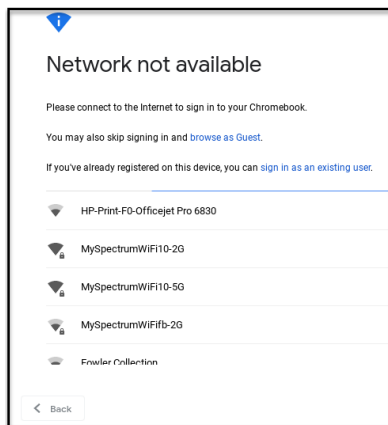 Network not available
Please connect to the Internet to sign in to your Chromebook.
You may also skip signing in and browse as Guest.
If you've already registered on this device, you can sign in as an existing user.
HP-Print-F0-Officejet Pro 6830
MySpectrumWiFi10-2G
MySpectrumWiFi10-5G
MySpectrumWiFifb-2G
Fowler Collection
Back